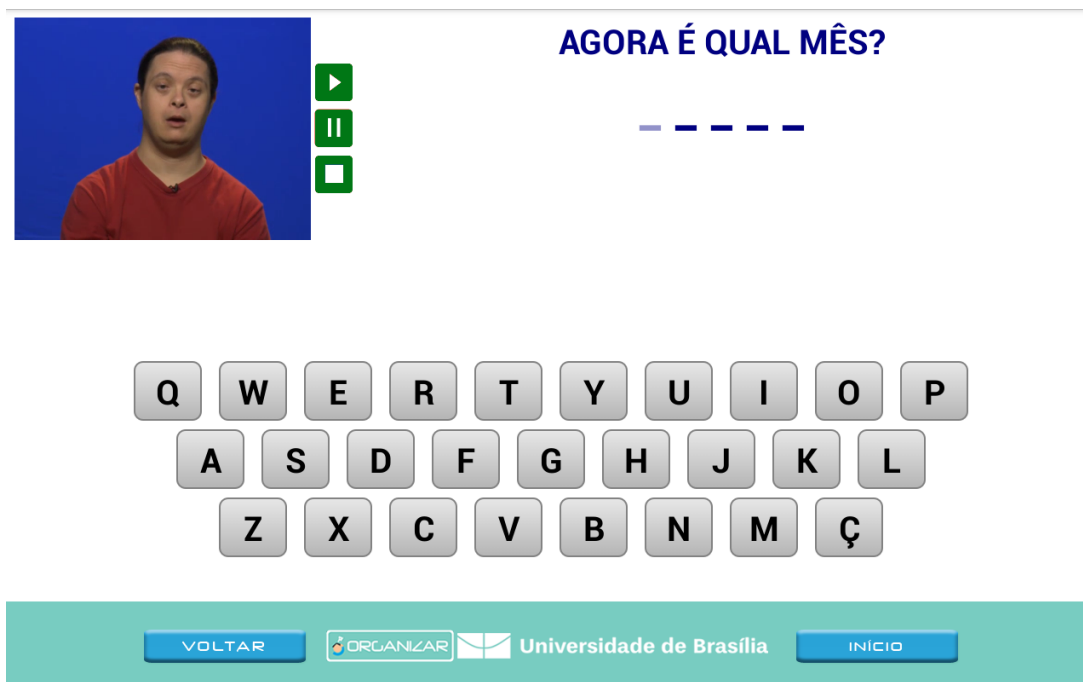 AGORA É QUAL MÊS?
Q W E R T Y U I O P
A S D F G H J K L
Z X C V B N M Ç
VOLTAR ORGANIZAR Universidade de Brasília INÍCIO